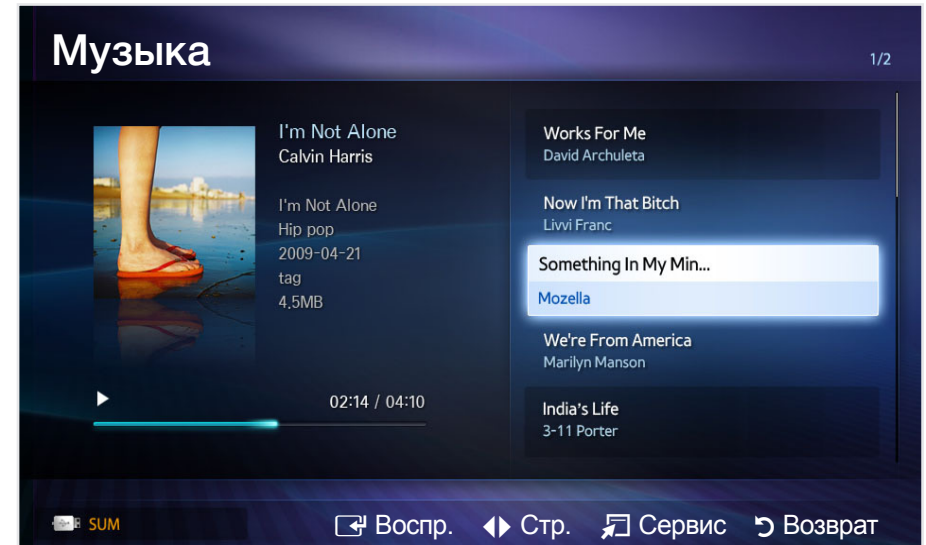 Музыка
1/2
I'm Not Alone
Calvin Harris
I'm Not Alone
Hip pop
2009-04-21
tag
4.5MB
02:14 / 04:10
Works For Me
David Archuleta
Now I'm That Bitch
Livvi Franc
Something In My Min...
Mozella
We're From America
Marilyn Manson
India's Life
3-11 Porter
SUM
Воспр. Стр. Сервис Возврат